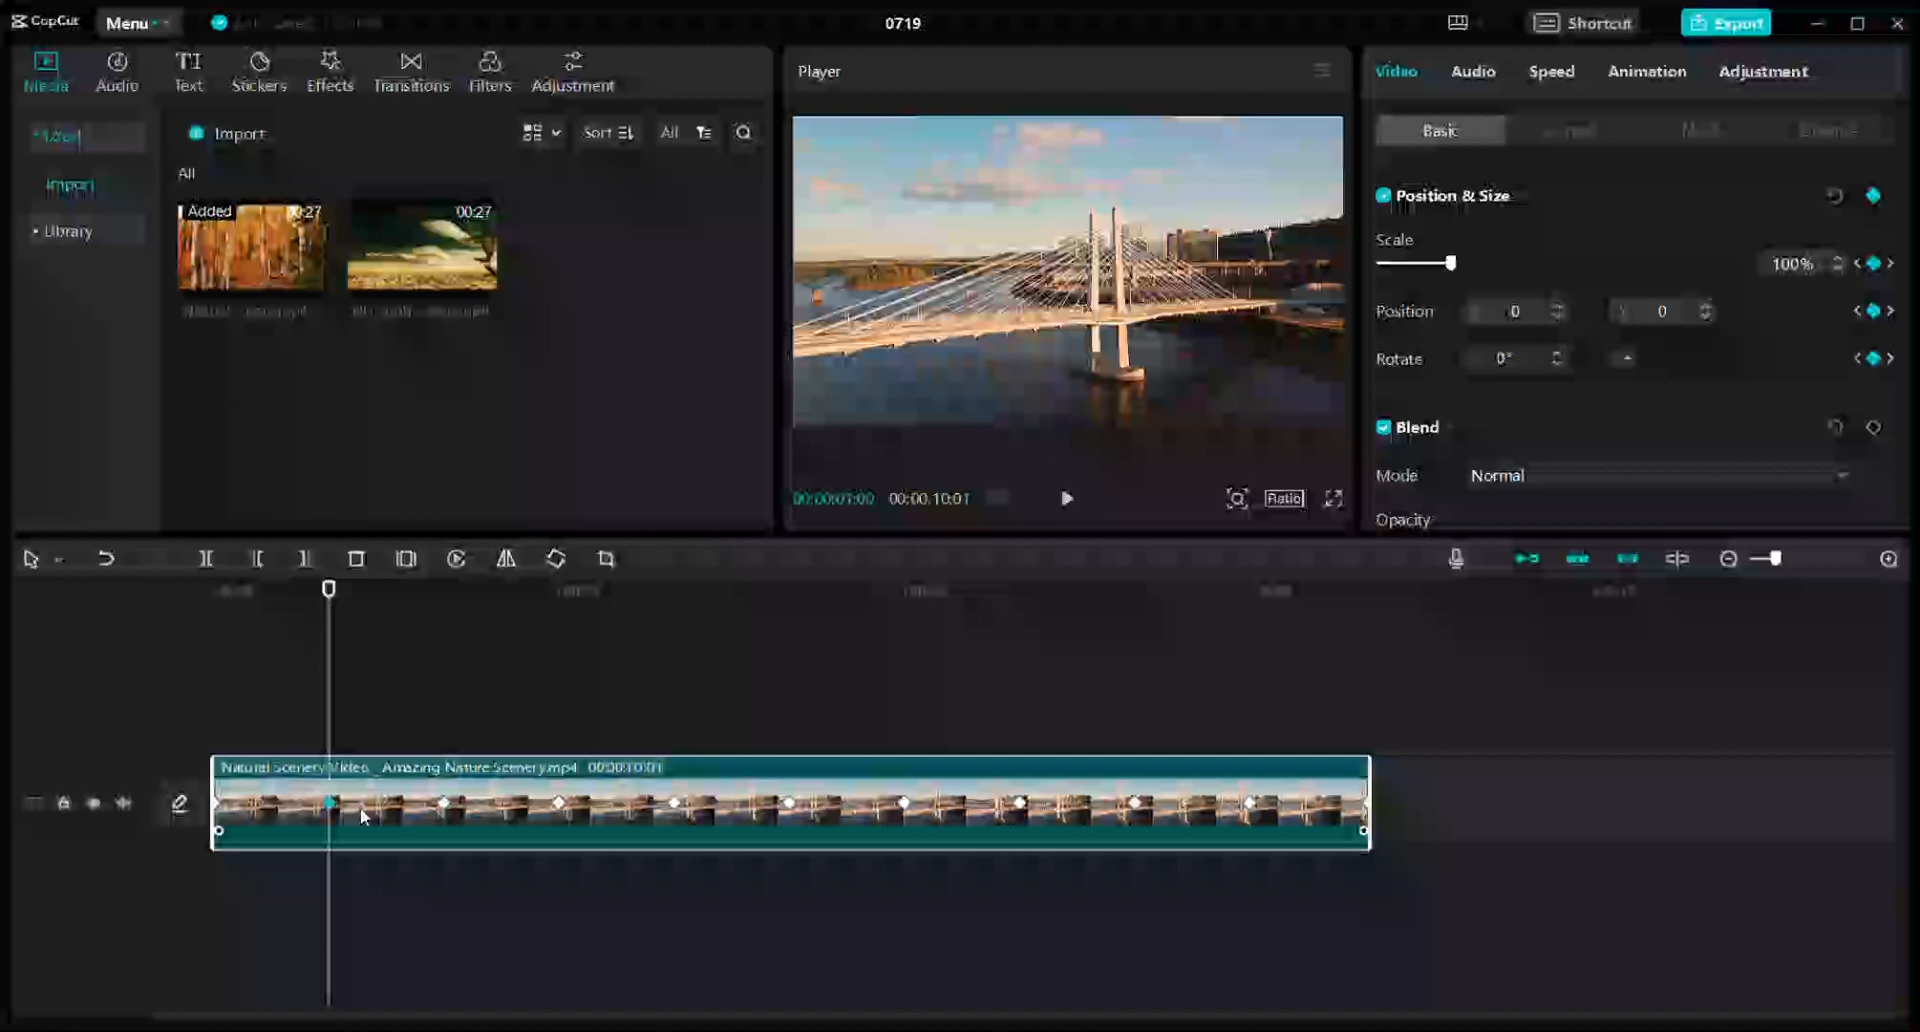 CapCut
Menu
0719
Shortcut
Export
Media
Audio
Text
Stickers
Effects
Transitions
Filters
Adjustment
Import
Sort
All
Import
Library
All
Added
00:27
00:27
Player
00:00:01:00
00:00:10:01
Ratio
Video
Audio
Speed
Animation
Adjustment
Basic
Position & Size
Scale
100%
Position
0
0
Rotate
0°
Blend
Mode
Normal
Opacity
Natural Scenery Video _ Amazing Nature Scenery.mp4 00:00:10:01